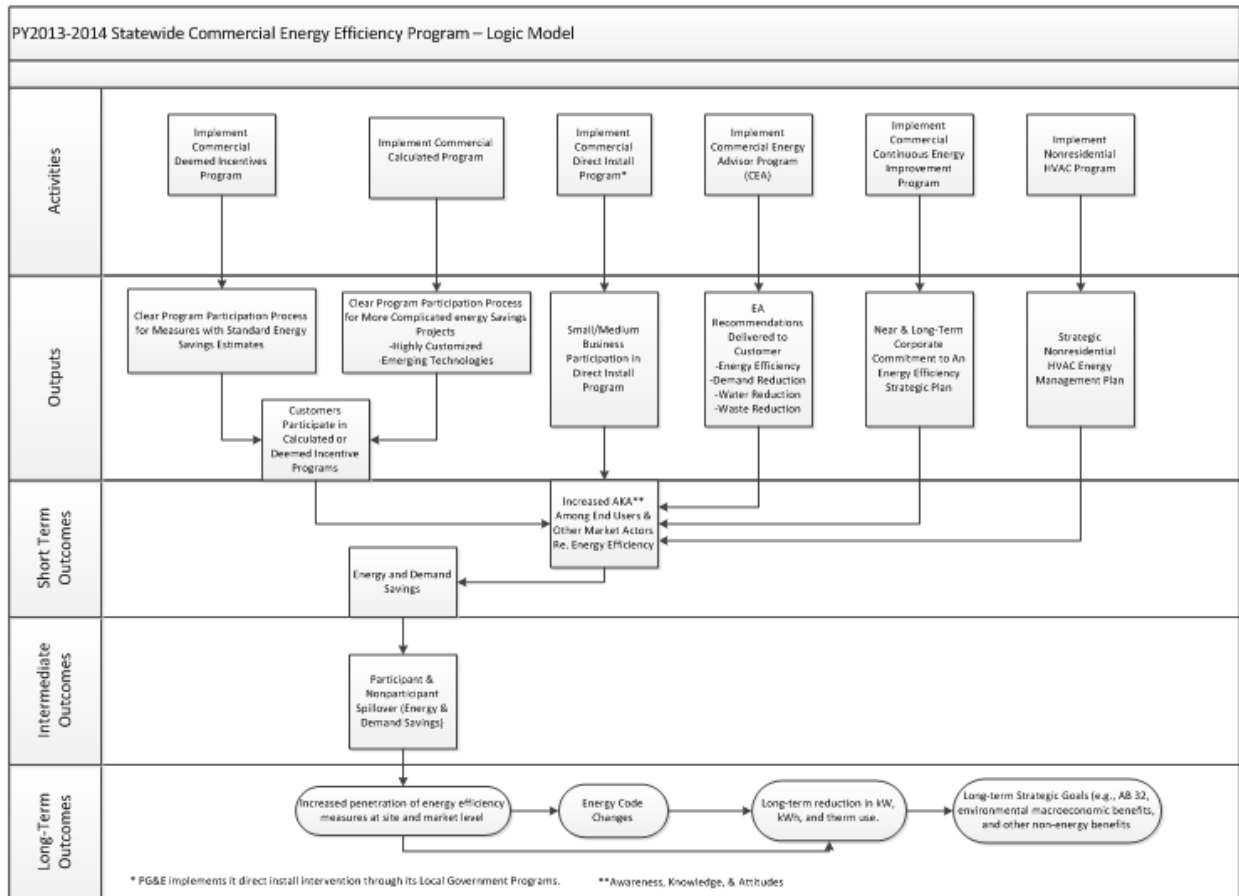 PY2013-2014 Statewide Commercial Energy Efficiency Program – Logic Model
Activities
Implement
Commercial
Deemed Incentives
Program
Implement Commercial
Calculated Program
Implement
Commercial
Direct Install
Program*
Implement
Commercial Energy
Advisor Program
(CEA)
Implement
Commercial
Continuous Energy
Improvement
Program
Implement
Nonresidential
HVAC Program
Outputs
Clear Program Participation Process
for Measures with Standard Energy
Savings Estimates
Clear Program Participation Process
for More Complicated energy Savings
Projects
-Highly Customized
-Emerging Technologies
Small/Medium
Business
Participation in
Direct Install
Program
EA
Recommendations
Delivered to
Customer
-Energy Efficiency
-Demand Reduction
-Water Reduction
-Waste Reduction
Near & Long-Term
Corporate
Commitment to An
Energy Efficiency
Strategic Plan
Strategic
Nonresidential
HVAC Energy
Management Plan
Customers
Participate in
Calculated or
Deemed Incentive
Programs
Short Term
Outcomes
Increased AKA**
Among End Users &
Other Market Actors
Re. Energy Efficiency
Energy and Demand
Savings
Intermediate
Outcomes
Participant &
Nonparticipant
Spillover (Energy &
Demand Savings)
Long-Term
Outcomes
Increased penetration of energy efficiency
measures at site and market level
Energy Code
Changes
Long-term reduction in kW,
kWh, and therm use.
Long-term Strategic Goals (e.g., AB 32,
environmental macroeconomic benefits,
and other non-energy benefits
* PG&E implements it direct install intervention through its Local Government Programs.
**Awareness, Knowledge, & Attitudes